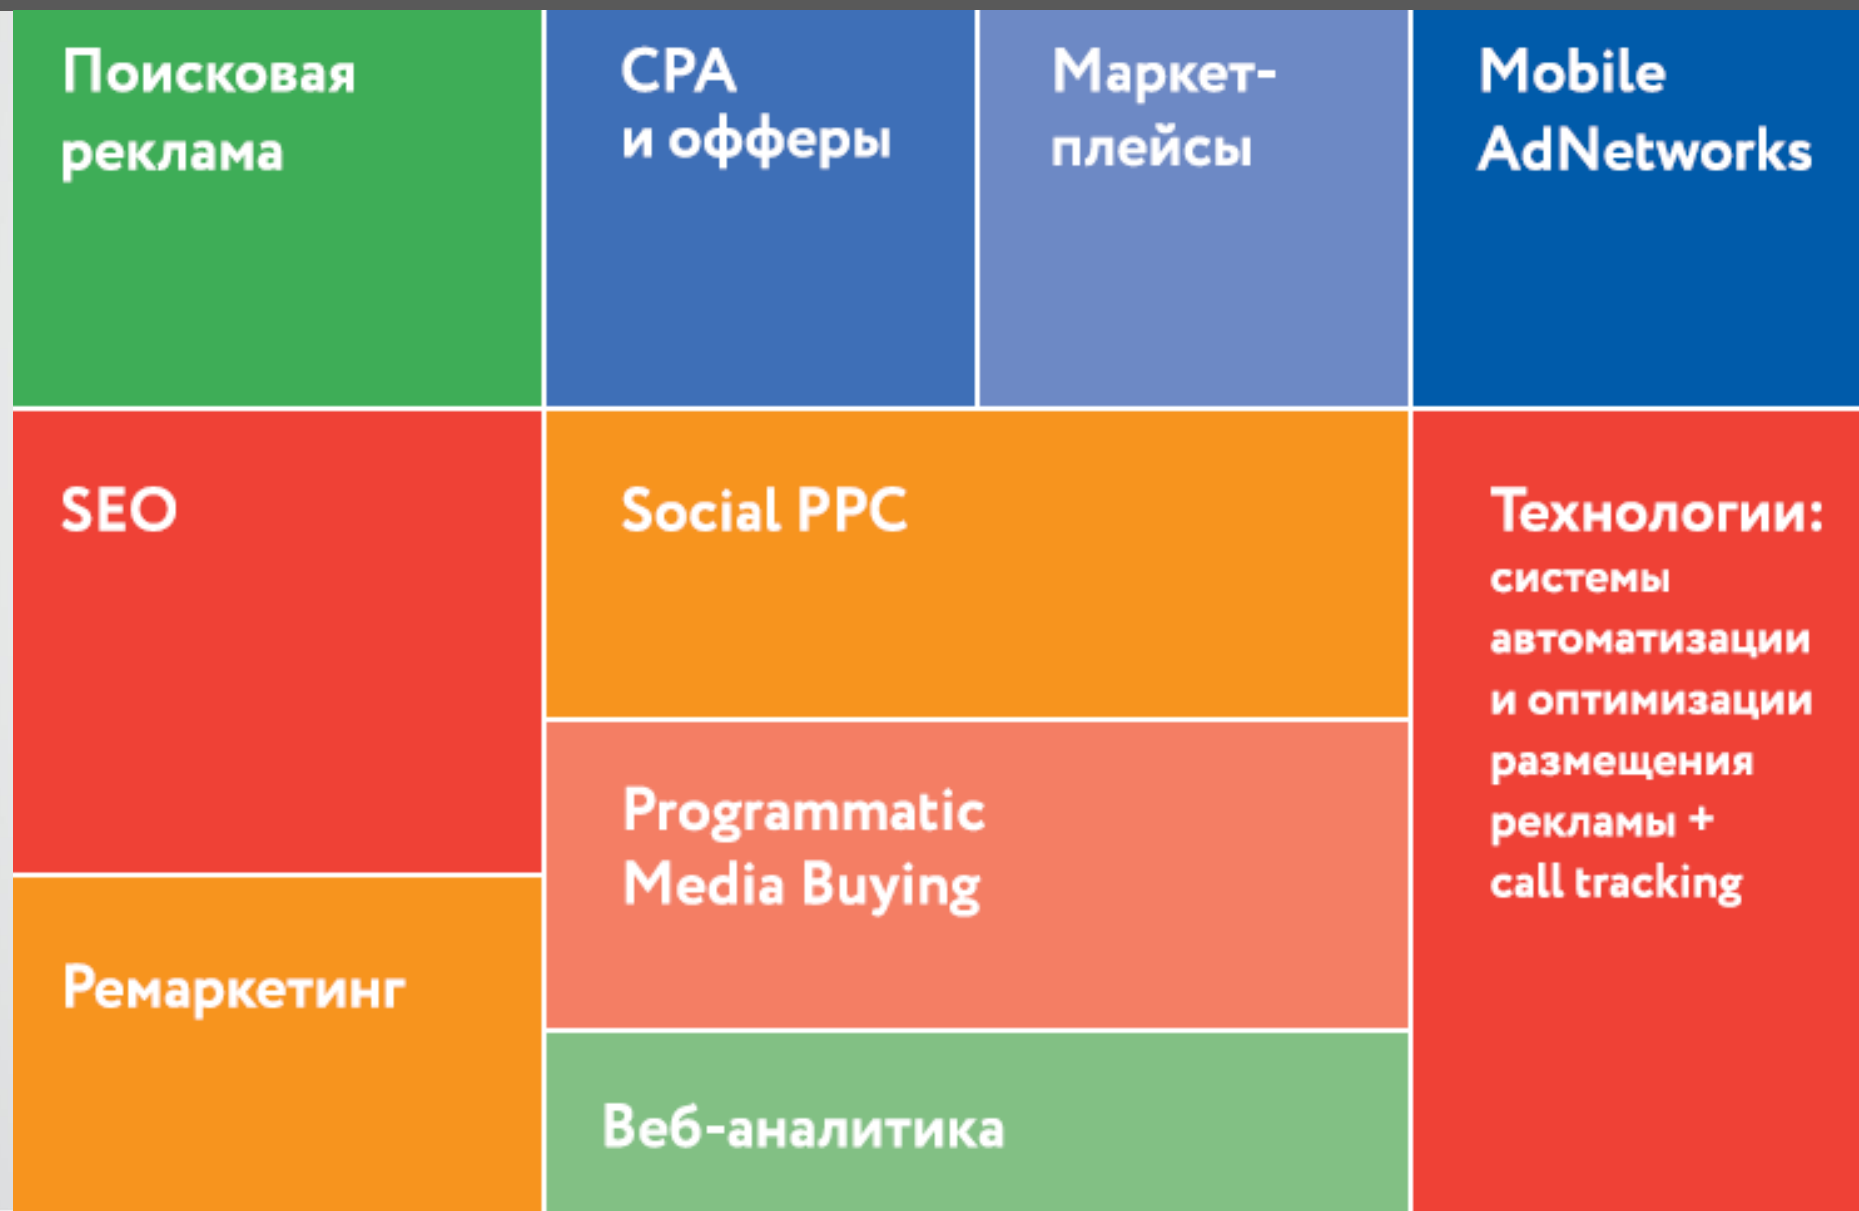 Поисковая
реклама
CPA
и офферы
Маркет-
плейсы
Mobile
AdNetworks
SEO
Social PPC
Технологии:
системы
автоматизации
и оптимизации
размещения
рекламы +
call tracking
Programmatic
Media Buying
Ремаркетинг
Веб-аналитика